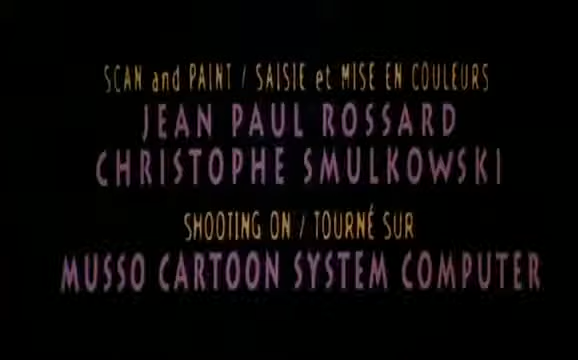 SCAN and PAINT / SAISIE et MISE EN COULEURS
JEAN PAUL ROSSARD
CHRISTOPHE SMULKOWSKI
SHOOTING ON / TOURNÉ SUR
MUSSO CARTOON SYSTEM COMPUTER